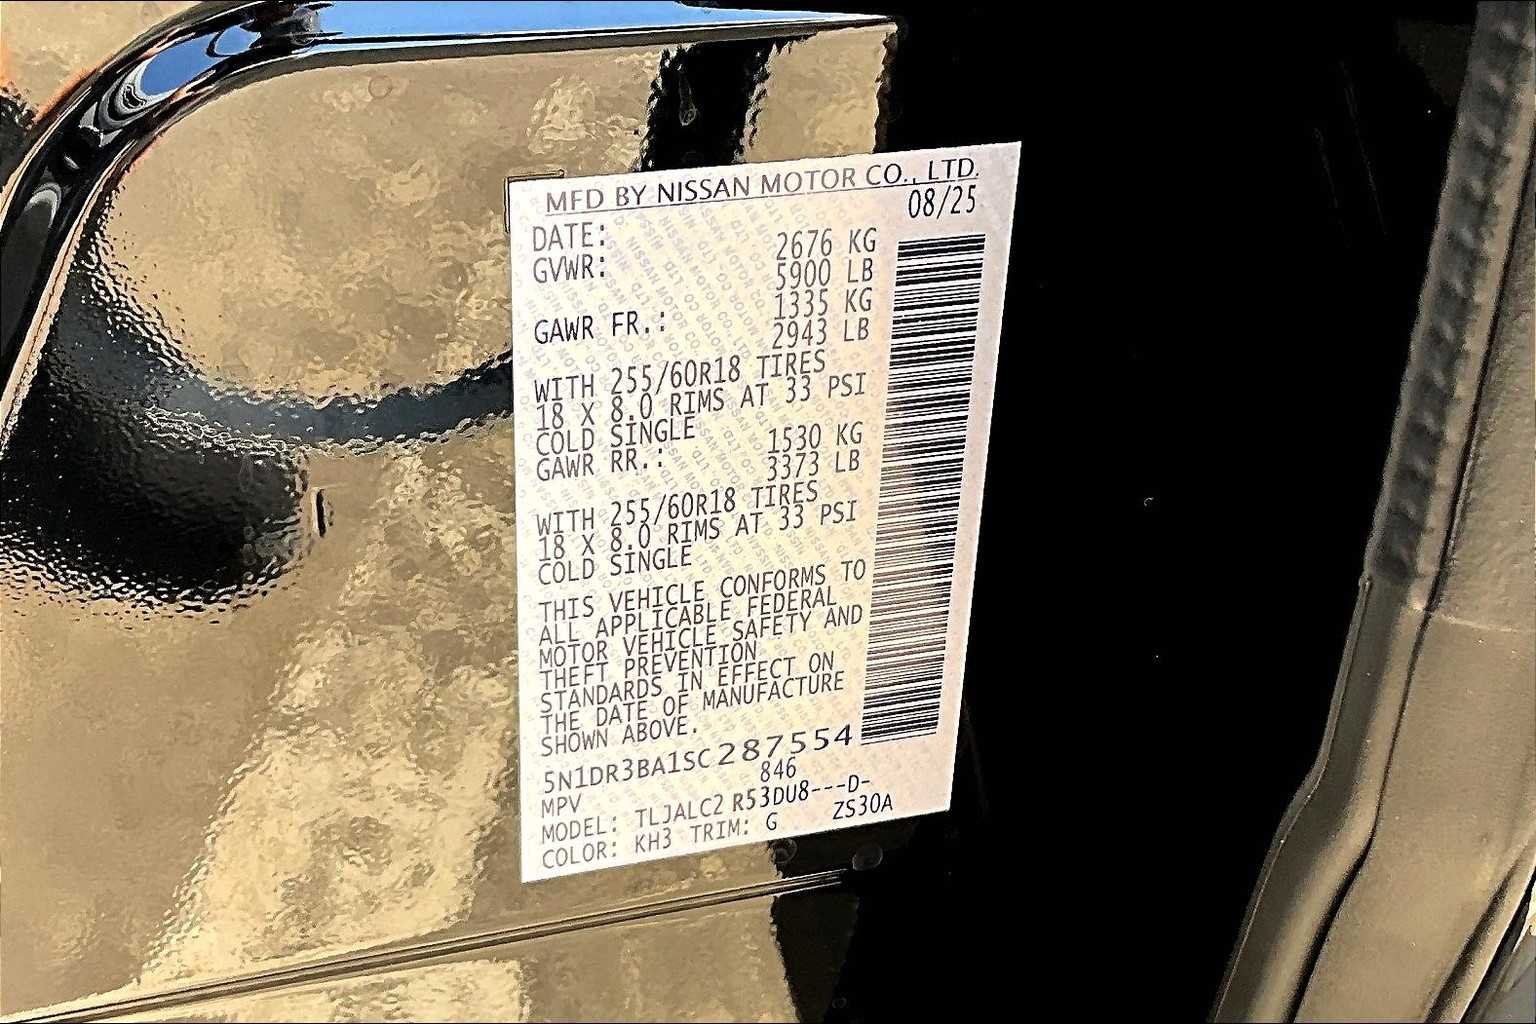 MFD BY NISSAN MOTOR CO., LTD.
DATE: 08/25
GVWR: 2676 KG
5900 LB
GAWR FR.: 1335 KG
2943 LB
WITH 255/60R18 TIRES
18 X 8.0 RIMS AT 33 PSI
COLD SINGLE
GAWR RR.: 1530 KG
3373 LB
WITH 255/60R18 TIRES
18 X 8.0 RIMS AT 33 PSI
COLD SINGLE
THIS VEHICLE CONFORMS TO
ALL APPLICABLE FEDERAL
MOTOR VEHICLE SAFETY AND
THEFT PREVENTION
STANDARDS IN EFFECT ON
THE DATE OF MANUFACTURE
SHOWN ABOVE.
5N1DR3BA1SC287554
MPV 846
MODEL: TLJALC2 R53DU8---D-
COLOR: KH3 TRIM: G ZS30A